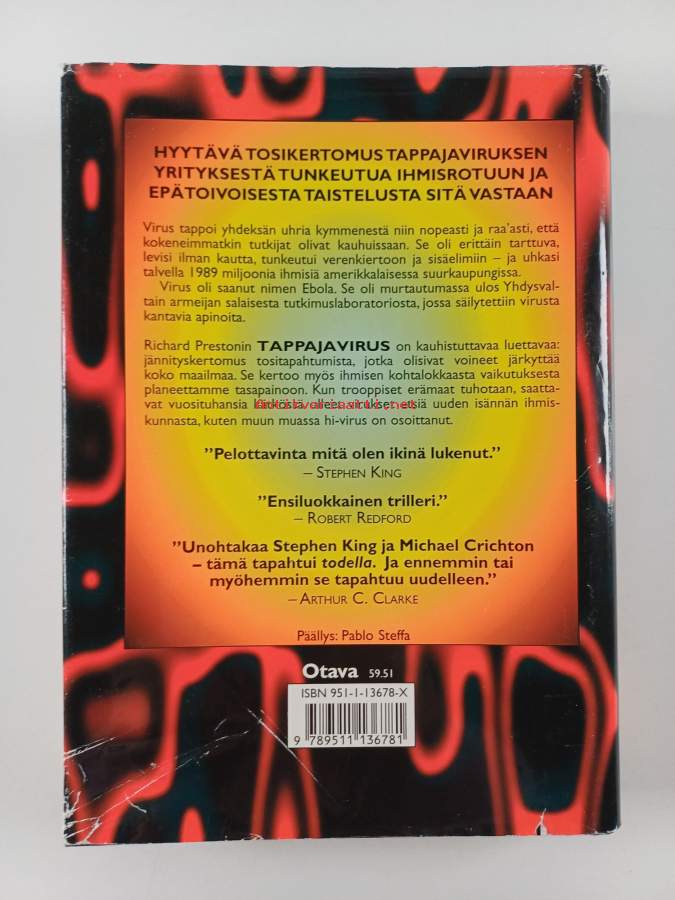 HYYTÄVÄ TOSIKERTOMUS TAPPAJAVIRUKSEN
YRITYKSESTÄ TUNKEUTUA IHMISROTUUN JA
EPÄTOIVOISESTA TAISTELUSTA SITÄ VASTAAN
Virus tappoi yhdeksän uhria kymmenestä niin nopeasti ja raa'asti, että
kokeneimmatkin tutkijat olivat kauhuissaan. Se oli erittäin tarttuva,
levisi ilman kautta, tunkeutui verenkiertoon ja sisäelimiin – ja uhkasi
talvella 1989 miljoonia ihmisiä amerikkalaisessa suurkaupungissa.
Virus oli saanut nimen Ebola. Se oli murtautumassa ulos Yhdysval-
tain armeijan salaisesta tutkimuslaboratoriosta, jossa säilytettiin virusta
kantavia apinoita.
Richard Prestonin TAPPAJAVIRUS on kauhistuttavaa luettavaa:
jännityskertomus tositapahtumista, jotka olisivat voineet järkyttää
koko maailmaa. Se kertoo myös ihmisen kohtalokkaasta vaikutuksesta
planeettamme tasapainoon. Kun trooppiset erämaat tuhotaan, saatta-
vat vuosituhansia olleet virukset etsiä uuden isännän ihmis-
kunnasta, kuten muun muassa hi-virus on osoittanut.
"Pelottavinta mitä olen ikinä lukenut."
– STEPHEN KING
"Ensiluokkainen trilleri."
– ROBERT REDFORD
"Unohtakaa Stephen King ja Michael Crichton
– tämä tapahtui todella. Ja ennemmin tai
myöhemmin se tapahtuu uudelleen."
– ARTHUR C. CLARKE
Päällys: Pablo Steffa
Otava 59.51
ISBN 951-1-13678-X
9 789511 136781